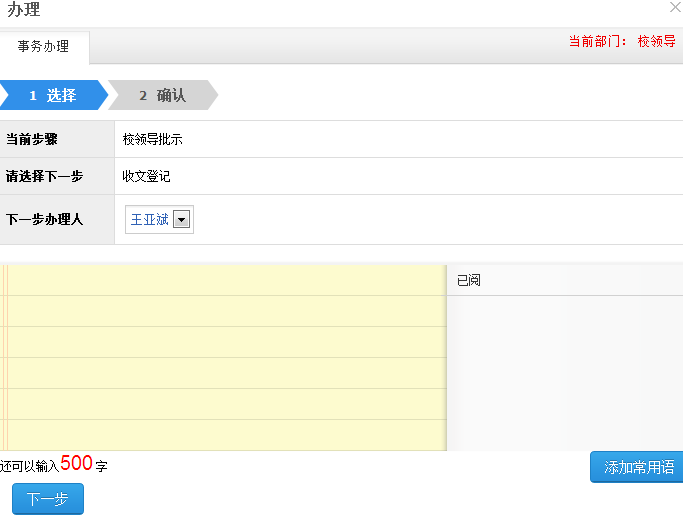 办理
事务办理
当前部门： 校领导
1 选择
2 确认
当前步骤 校领导批示
请选择下一步 收文登记
下一步办理人 王亚斌
已阅
还可以输入500字
添加常用语
下一步